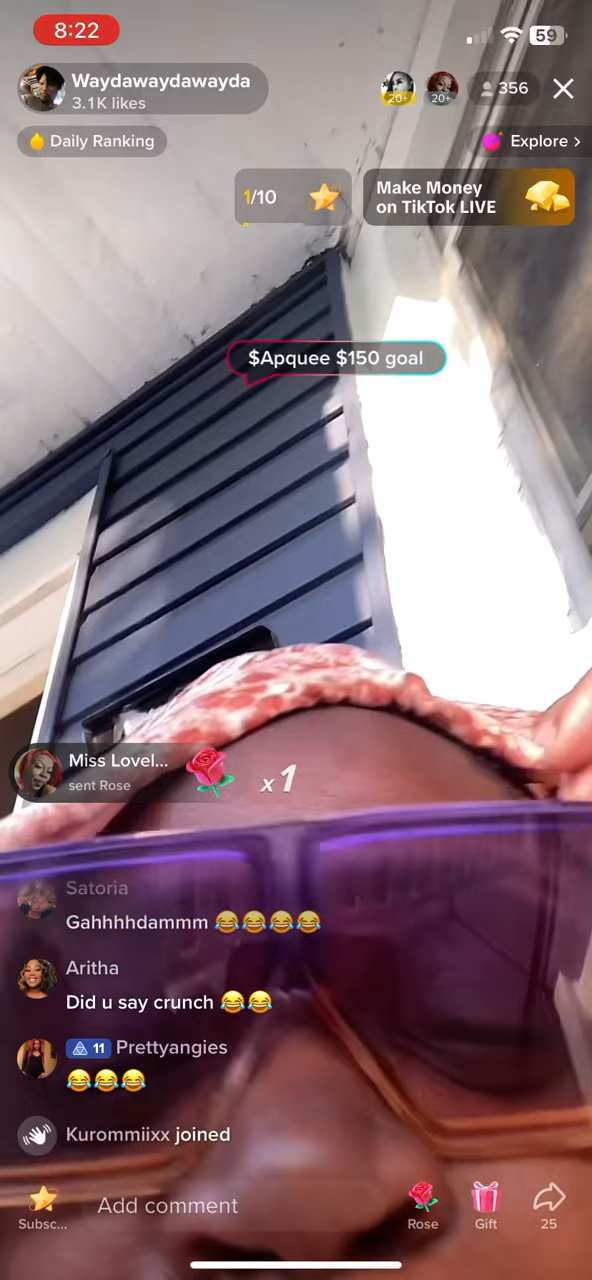 8:22
59
Waydawaydawayda
3.1K likes
20+
20+
356
Daily Ranking
Explore >
1/10
Make Money
on TikTok LIVE
$Apquee $150 goal
Miss Lovel...
sent Rose
x1
Satoria
Gahhhhdammm 😂😂😂😂
Aritha
Did u say crunch 😂😂
11 Prettyangies
😂😂😂
Kurommiixx joined
Add comment
Subsc...
Rose
Gift
25